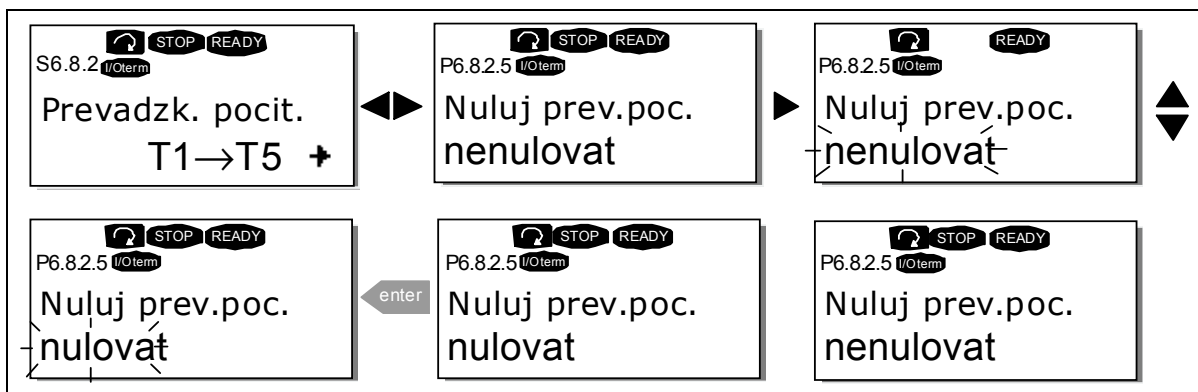 STOP READY
S6.8.2 I/Oterm
Prevadzk. pocit.
T1→T5
STOP READY
P6.8.2.5 I/Oterm
Nuluj prev.poc.
nenulovat
READY
P6.8.2.5 I/Oterm
Nuluj prev.poc.
nenulovat
STOP READY
P6.8.2.5 I/Oterm
Nuluj prev.poc.
nulovat
enter
STOP READY
P6.8.2.5 I/Oterm
Nuluj prev.poc.
nulovat
STOP READY
P6.8.2.5 I/Oterm
Nuluj prev.poc.
nenulovat